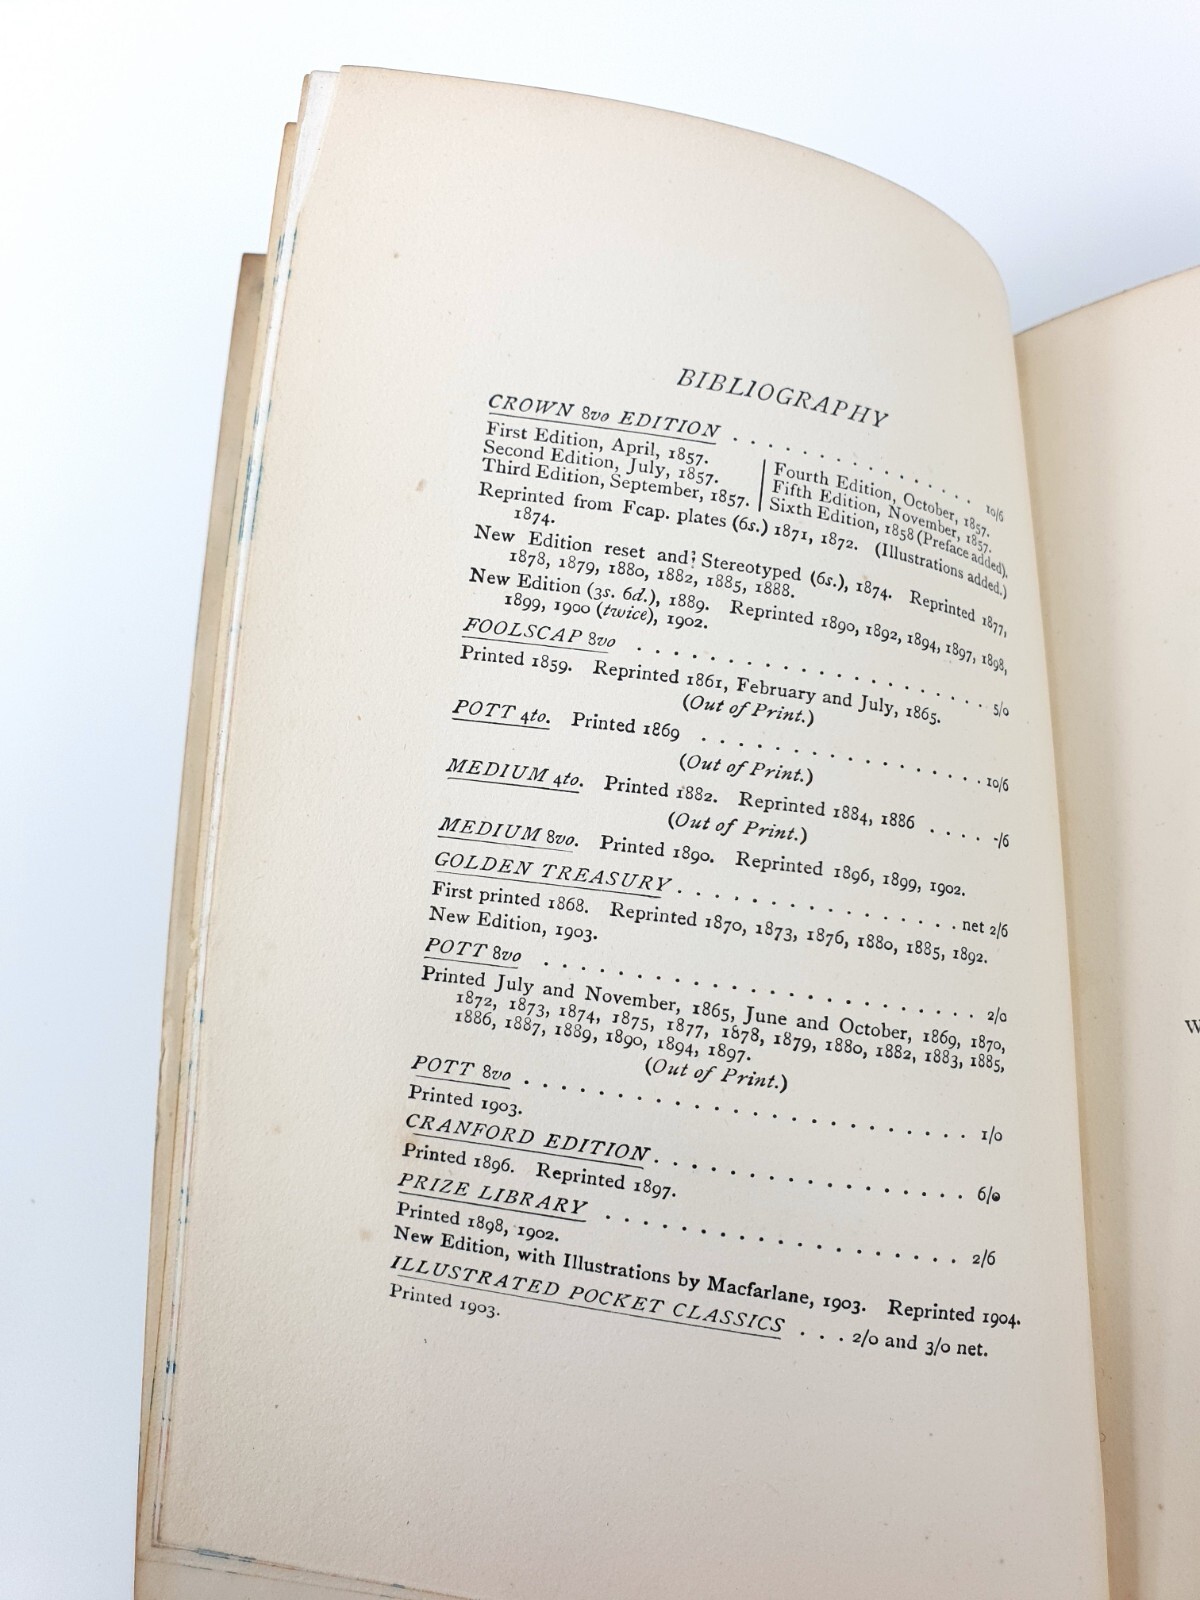 BIBLIOGRAPHY
CROWN 8vo EDITION . . . . . . . . . . . . . . 10/6
First Edition, April, 1857. | Fourth Edition, October, 1857.
Second Edition, July, 1857. | Fifth Edition, November, 1857.
Third Edition, September, 1857. | Sixth Edition, 1858 (Preface added).
Reprinted from Fcap. plates (6s.) 1871, 1872. (Illustrations added.)
1874.
New Edition reset and Stereotyped (6s.), 1874. Reprinted 1877,
1878, 1879, 1880, 1882, 1885, 1888.
New Edition (3s. 6d.), 1889. Reprinted 1890, 1892, 1894, 1897, 1898,
1899, 1900 (twice), 1902.
FOOLSCAP 8vo . . . . . . . . . . . . . . . . . . . . 5/0
Printed 1859. Reprinted 1861, February and July, 1865.
(Out of Print.)
POTT 4to. Printed 1869 . . . . . . . . . . . . . . . . 10/6
(Out of Print.)
MEDIUM 4to. Printed 1882. Reprinted 1884, 1886 . . . . -/6
(Out of Print.)
MEDIUM 8vo. Printed 1890. Reprinted 1896, 1899, 1902.
GOLDEN TREASURY . . . . . . . . . . . . . . . . net 2/6
First printed 1868. Reprinted 1870, 1873, 1876, 1880, 1885, 1892.
New Edition, 1903.
POTT 8vo . . . . . . . . . . . . . . . . . . . . . . . . 2/0
Printed July and November, 1865, June and October, 1869, 1870,
1872, 1873, 1874, 1875, 1877, 1878, 1879, 1880, 1882, 1883, 1885,
1886, 1887, 1889, 1890, 1894, 1897.
(Out of Print.)
POTT 8vo . . . . . . . . . . . . . . . . . . . . . . . . 1/0
Printed 1903.
CRANFORD EDITION . . . . . . . . . . . . . . . . . 6/0
Printed 1896. Reprinted 1897.
PRIZE LIBRARY . . . . . . . . . . . . . . . . . . . 2/6
Printed 1898, 1902.
New Edition, with Illustrations by Macfarlane, 1903. Reprinted 1904.
ILLUSTRATED POCKET CLASSICS . . . 2/0 and 3/0 net.
Printed 1903.
W